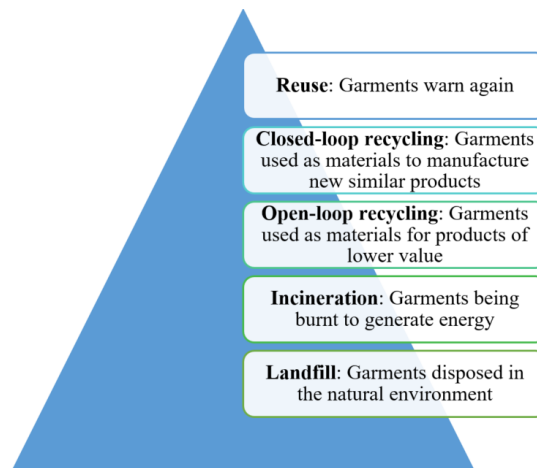 Reuse: Garments warn again
Closed-loop recycling: Garments
used as materials to manufacture
new similar products
Open-loop recycling: Garments
used as materials for products of
lower value
Incineration: Garments being
burnt to generate energy
Landfill: Garments disposed in
the natural environment